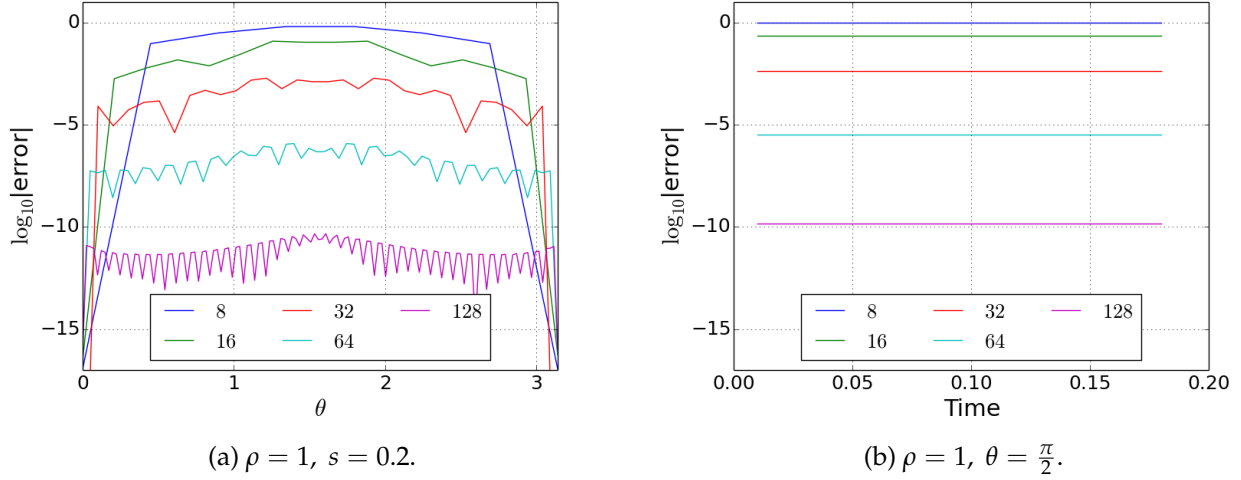 0
−5
−10
−15
log₁₀|error|
0 1 2 3
θ
8 32 128
16 64
(a) ρ = 1, s = 0.2.
0
−5
−10
−15
log₁₀|error|
0.00 0.05 0.10 0.15 0.20
Time
8 32 128
16 64
(b) ρ = 1, θ = π/2.